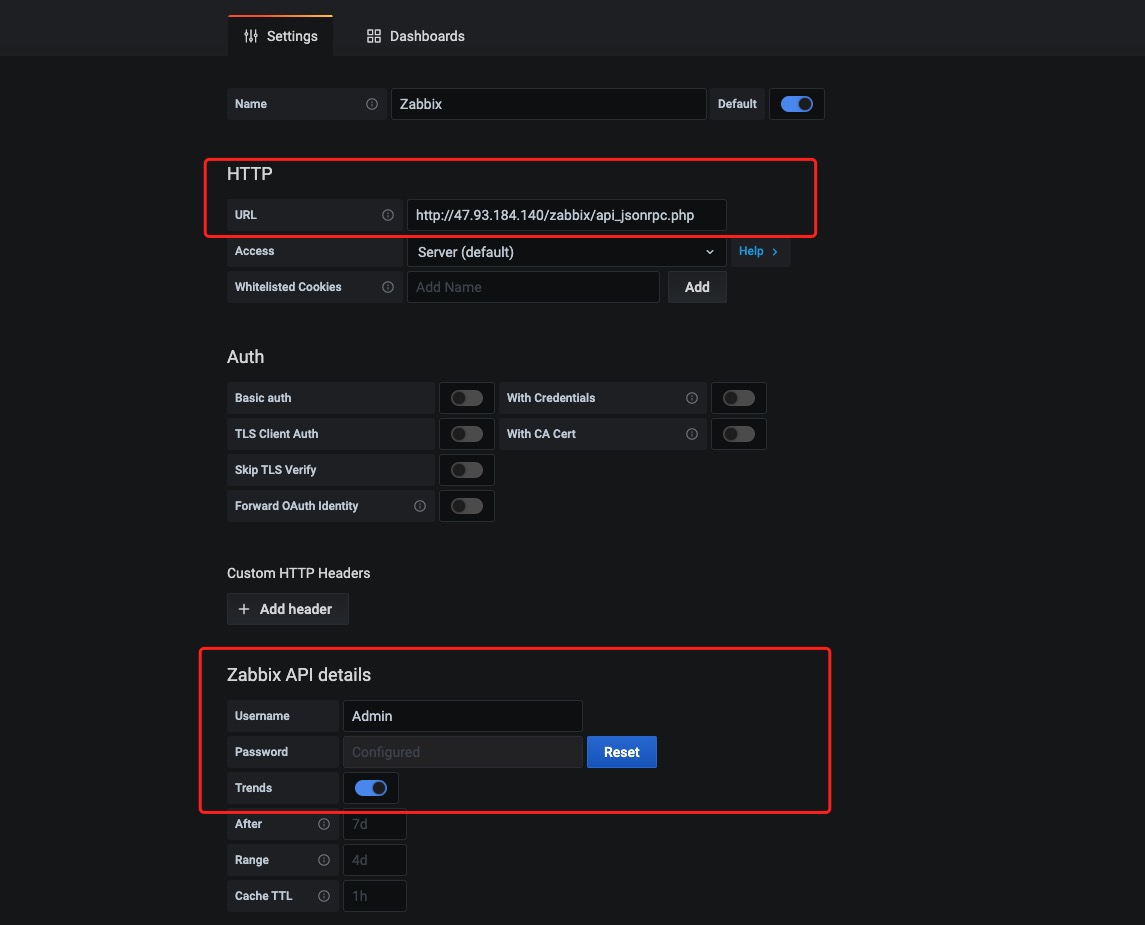 Settings Dashboards
Name Zabbix Default
HTTP
URL http://47.93.184.140/zabbix/api_jsonrpc.php
Access Server (default) Help >
Whitelisted Cookies Add Name Add
Auth
Basic auth With Credentials
TLS Client Auth With CA Cert
Skip TLS Verify
Forward OAuth Identity
Custom HTTP Headers
+ Add header
Zabbix API details
Username Admin
Password Configured Reset
Trends
After 7d
Range 4d
Cache TTL 1h